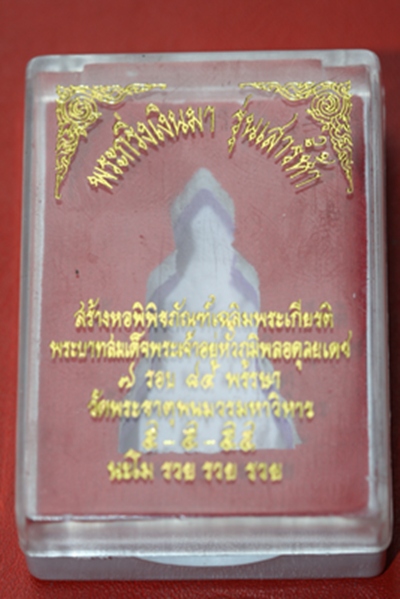 พระกริ่งเงินมา รุ่นเสาร์ห้า
สร้างหอพิพิธภัณฑ์เฉลิมพระเกียรติ
พระบาทสมเด็จพระเจ้าอยู่หัวภูมิพลอดุลยเดช
๗ รอบ ๘๔ พรรษา
วัดพระธาตุพนมวรมหาวิหาร
๕ - ๕ - ๕๕
นะโม รวย รวย รวย